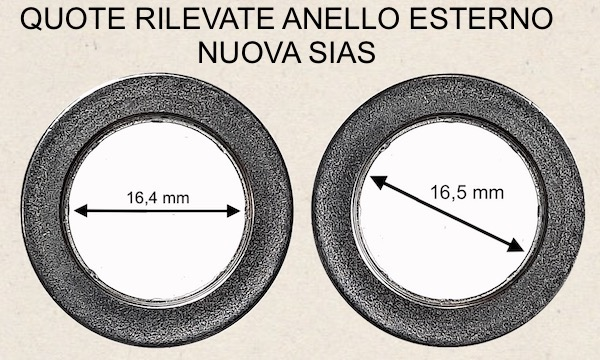 QUOTE RILEVATE ANELLO ESTERNO
NUOVA SIAS
16,4 mm
16,5 mm